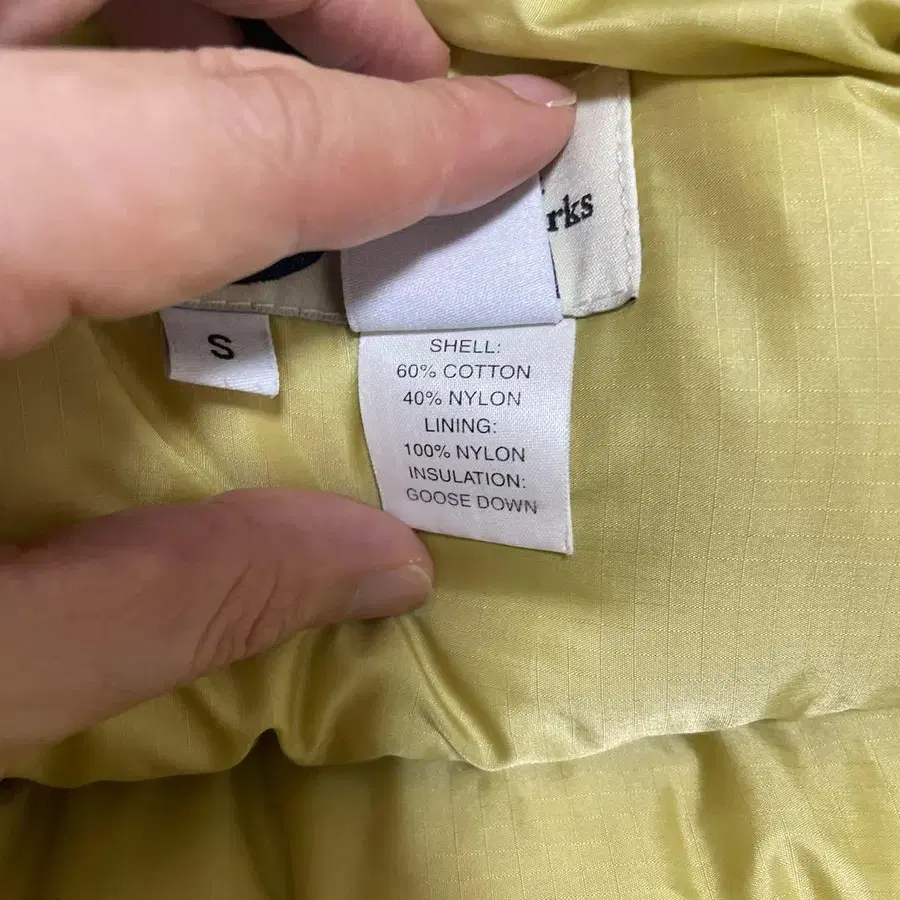 rks
S
SHELL:
60% COTTON
40% NYLON
LINING:
100% NYLON
INSULATION:
GOOSE DOWN